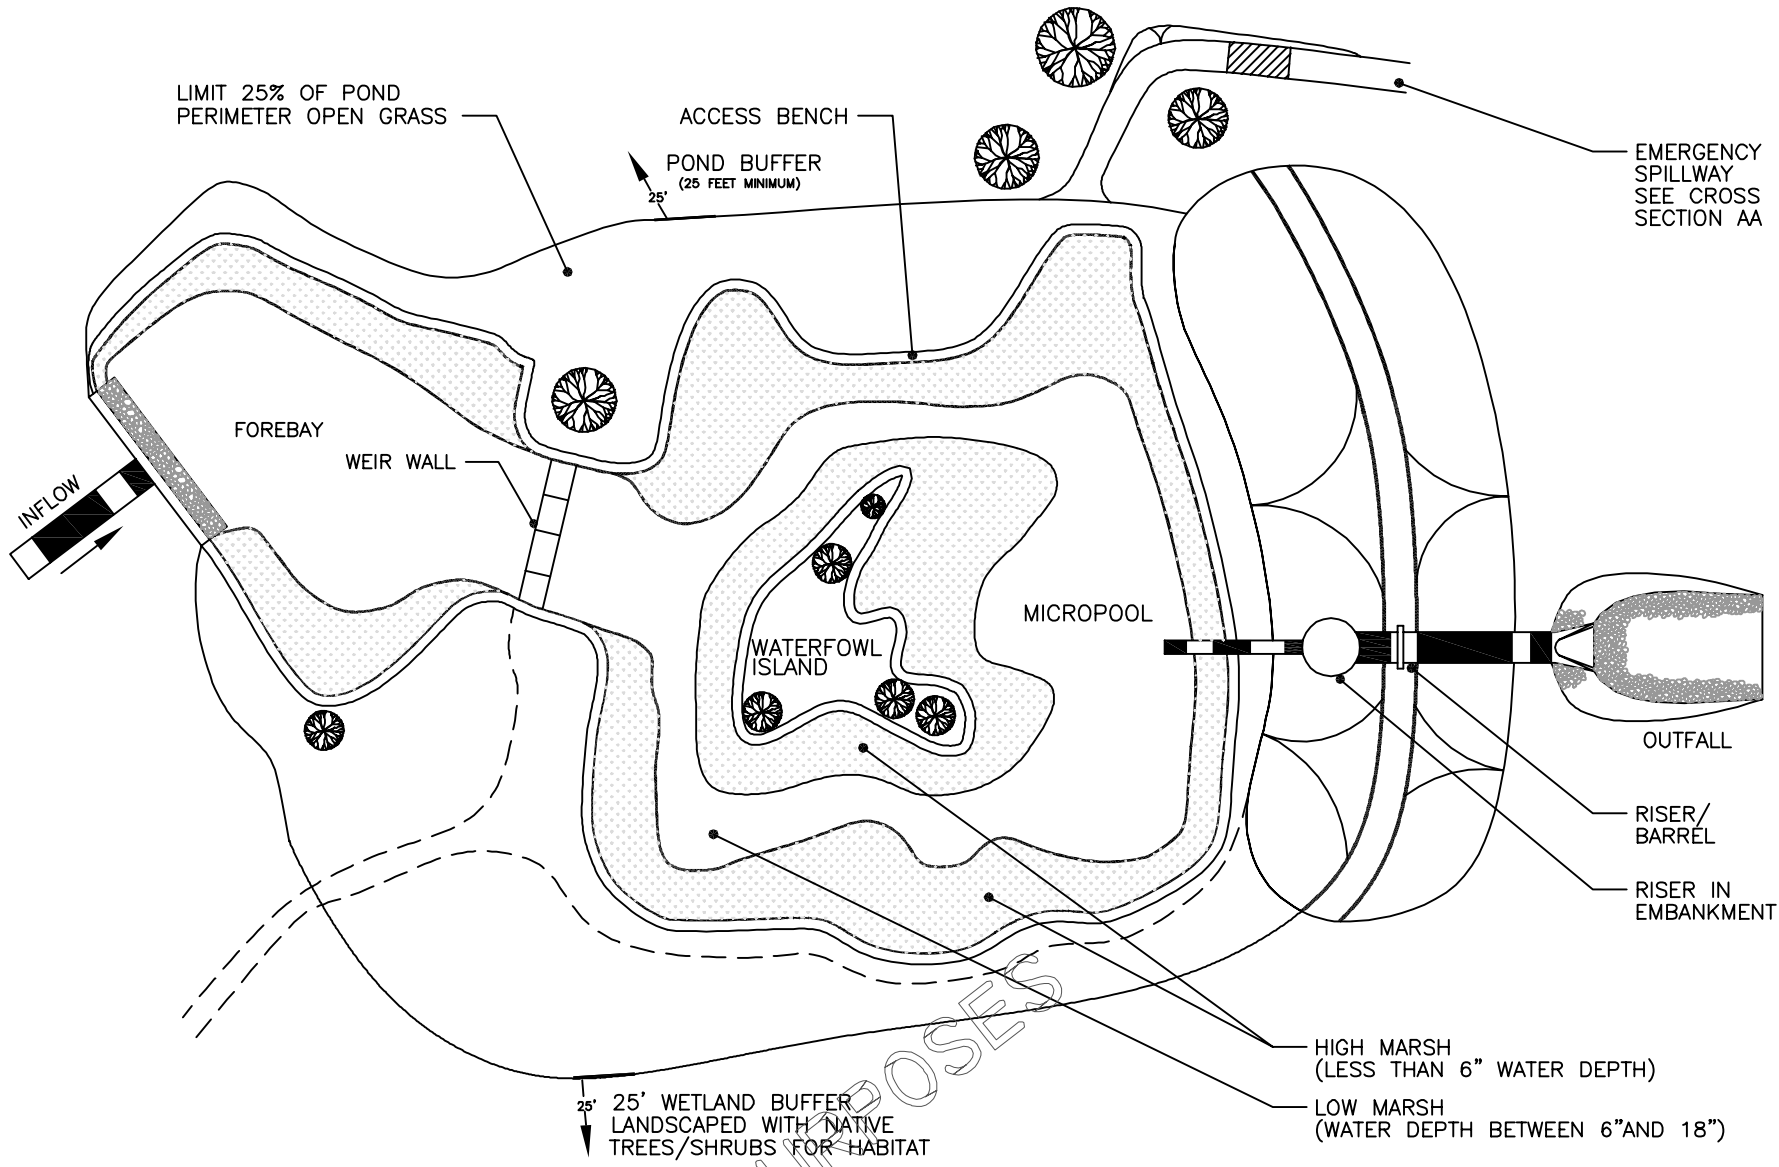 LIMIT 25% OF POND
PERIMETER OPEN GRASS
ACCESS BENCH
POND BUFFER
(25 FEET MINIMUM)
25'
EMERGENCY
SPILLWAY
SEE CROSS
SECTION AA
FOREBAY
WEIR WALL
INFLOW
MICROPOOL
WATERFOWL
ISLAND
OUTFALL
RISER/
BARREL
RISER IN
EMBANKMENT
HIGH MARSH
(LESS THAN 6" WATER DEPTH)
LOW MARSH
(WATER DEPTH BETWEEN 6"AND 18")
25'
25' WETLAND BUFFER
LANDSCAPED WITH NATIVE
TREES/SHRUBS FOR HABITAT